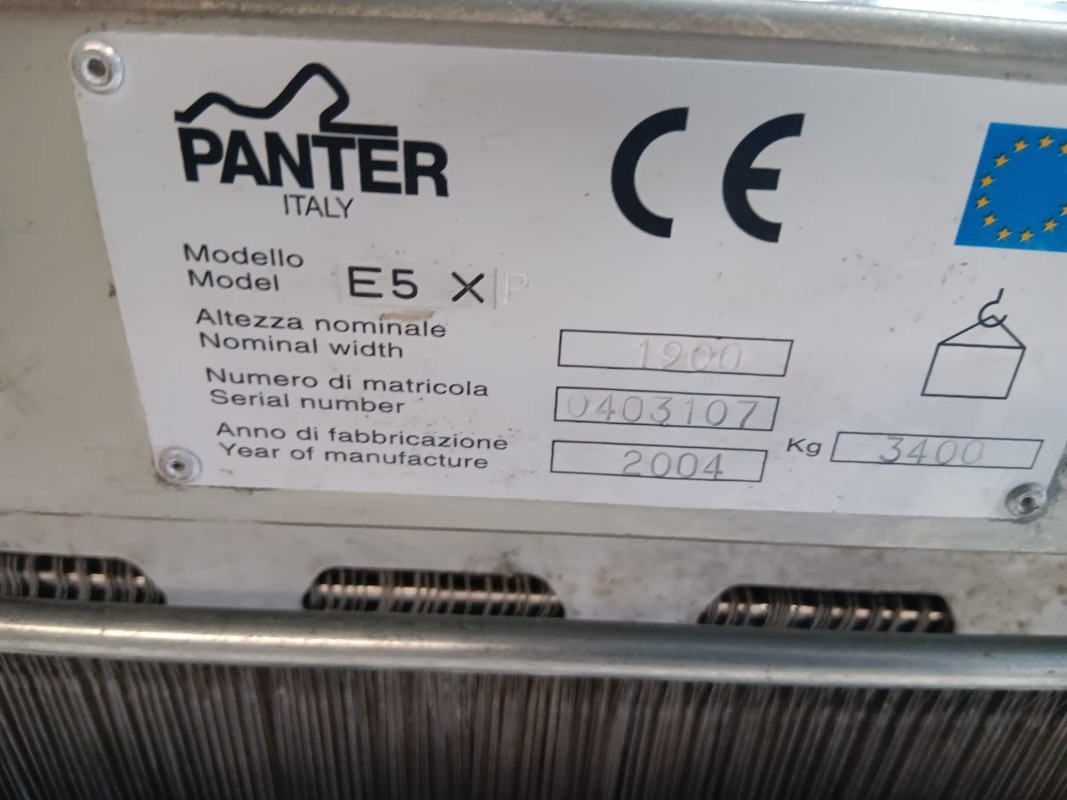 PANTER
ITALY
CE
Modello
Model E5 X P
Altezza nominale
Nominal width 1900
Numero di matricola
Serial number 0403107
Anno di fabbricazione
Year of manufacture 2004
Kg 3400